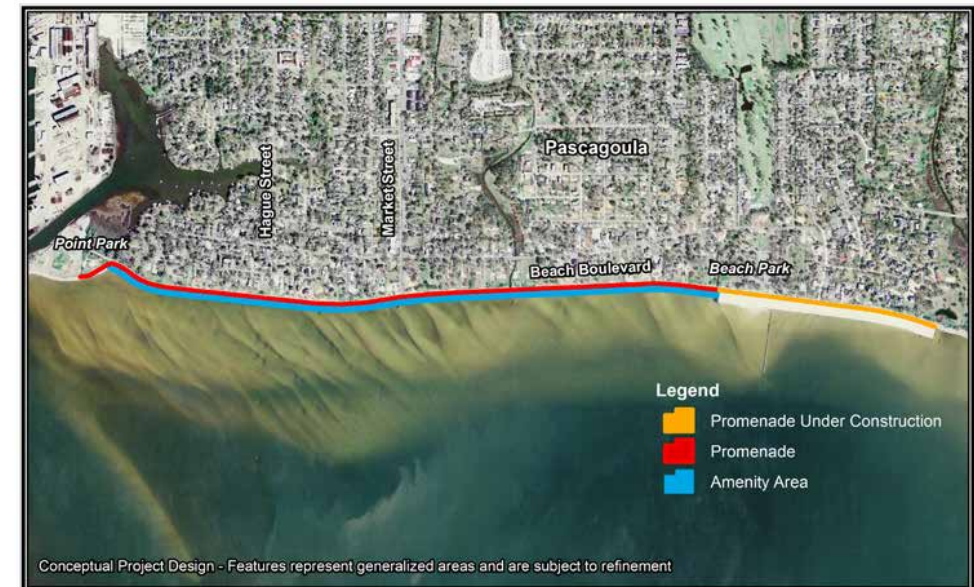 Pascagoula
Hague Street
Market Street
Point Park
Beach Boulevard
Beach Park
Legend
Promenade Under Construction
Promenade
Amenity Area
Conceptual Project Design - Features represent generalized areas and are subject to refinement